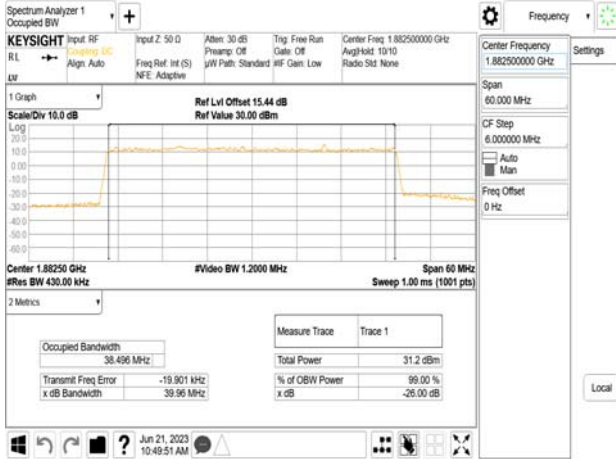 Spectrum Analyzer 1
Occupied BW
Frequency
KEYSIGHT
RL
Input: RF
Coupling: DC
Align: Auto
Input Z: 50 Ω
Freq Ref: Int (S)
NFE: Adaptive
Atten: 30 dB
Preamp: Off
µW Path: Standard
Trig: Free Run
Gate: Off
#IF Gain: Low
Center Freq: 1.882500000 GHz
Avg|Hold: 10/10
Radio Std: None
Center Frequency
1.882500000 GHz
Settings
Span
60.000 MHz
CF Step
6.000000 MHz
Auto
Man
Freq Offset
0 Hz
Local
1 Graph
Scale/Div 10.0 dB
Ref Lvl Offset 15.44 dB
Ref Value 30.00 dBm
Log
20.0
10.0
0.00
-10.0
-20.0
-30.0
-40.0
-50.0
-60.0
Center 1.88250 GHz
#Video BW 1.2000 MHz
Span 60 MHz
#Res BW 430.00 kHz
Sweep 1.00 ms (1001 pts)
2 Metrics
Measure Trace
Trace 1
Occupied Bandwidth
38.496 MHz
Total Power
31.2 dBm
Transmit Freq Error
-19.901 kHz
% of OBW Power
99.00 %
x dB Bandwidth
39.96 MHz
x dB
-26.00 dB
?
Jun 21, 2023
10:49:51 AM